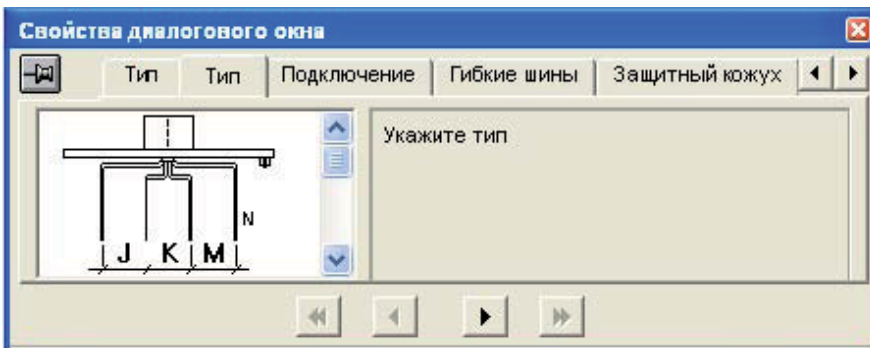 Свойства диалогового окна
Тип Тип Подключение Гибкие шины Защитный кожух
Укажите тип
N
J K M